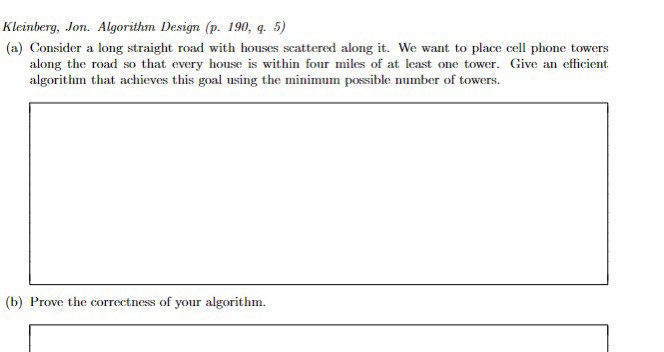 Kleinberg, Jon. Algorithm Design (p. 190, q. 5)
(a) Consider a long straight road with houses scattered along it. We want to place cell phone towers
along the road so that every house is within four miles of at least one tower. Give an efficient
algorithm that achieves this goal using the minimum possible number of towers.
(b) Prove the correctness of your algorithm.